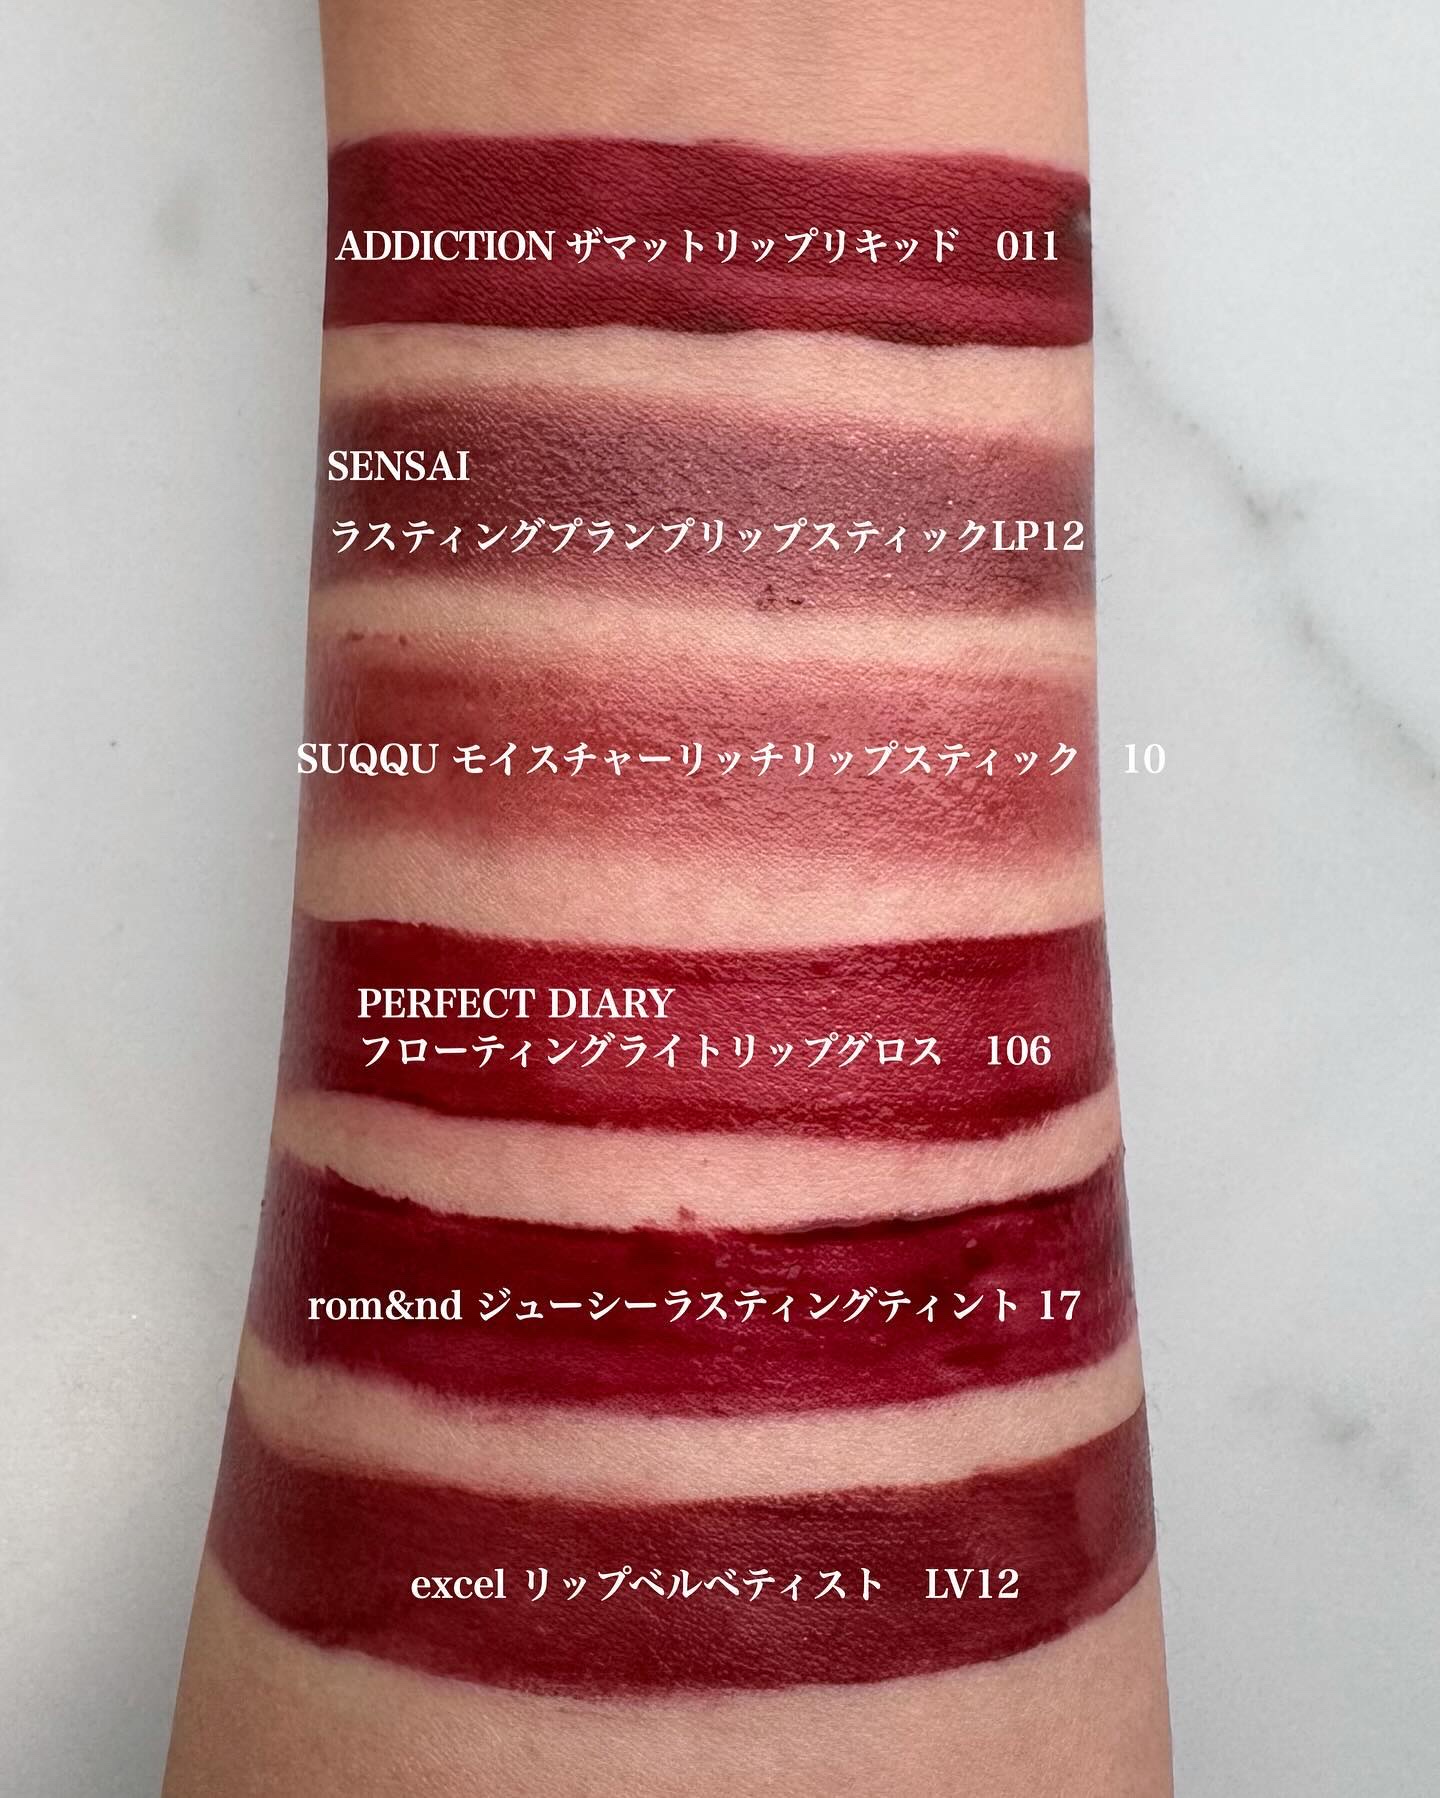 ADDICTION ザマットリップリキッド　011
SENSAI
ラスティングプランプリップスティックLP12
SUQQU モイスチャーリッチリップスティック　10
PERFECT DIARY
フローティングライトリップグロス　106
rom&nd ジューシーラスティングティント 17
excel リップベルベティスト　LV12